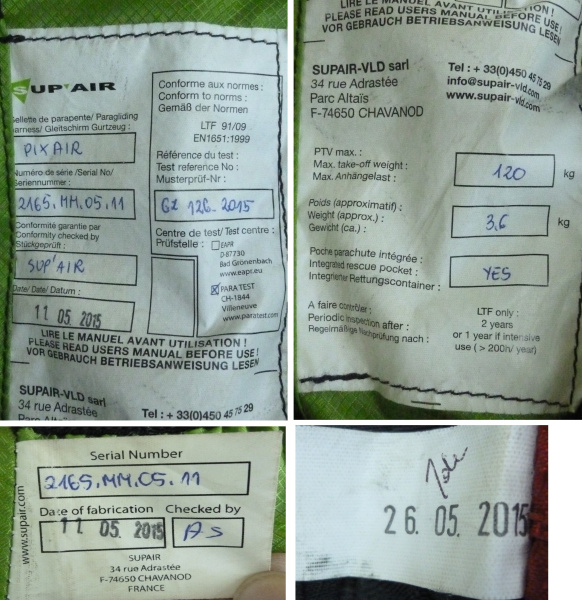 SUP'AIR
Sellette de parapente/ Paragliding
harness/ Gleitschirm Gurtzeug :
PIXAIR
Numéro de série /Serial No/
Seriennummer :
2165.MM.05.11
Conformité garantie par
Conformity checked by
Stückgeprüft :
SUP'AIR
Date/ Date/ Datum :
11 05. 2015
Conforme aux normes :
Conform to norms :
Gemäß der Normen
LTF 91/09
EN1651:1999
Référence du test :
Test reference No :
Musterprüf-Nr :
GZ 126.2015
Centre de test/ Test centre :
Prüfstelle :
EAPR
D-87730
Bad Grönenbach
www.eapr.eu
PARA TEST
CH-1844
Villeneuve
www.paratest.com
LIRE LE MANUEL AVANT UTILISATION !
PLEASE READ USERS MANUAL BEFORE USE !
VOR GEBRAUCH BETRIEBSANWEISUNG LESEN
SUPAIR-VLD sarl
34 rue Adrastée
Parc Altaïs
Tel : + 33(0)450 45 75 29
LIRE LE MANUEL AVANT UTILISATION !
PLEASE READ USERS MANUAL BEFORE USE !
VOR GEBRAUCH BETRIEBSANWEISUNG LESEN
SUPAIR-VLD sarl
34 rue Adrastée
Parc Altaïs
F-74650 CHAVANOD
Tel : + 33(0)450 45 75 29
info@supair-vld.com
www.supair-vld.com
PTV max. :
Max. take-off weight :
Max. Anhängelast :
120 kg
Poids (approximatif) :
Weight (approx.) :
Gewicht (ca.) :
3,6 kg
Poche parachute intégrée :
Integrated rescue pocket :
Integrierter Rettungscontainer :
YES
A faire contrôler :
Periodic inspection after :
Regelmäßige Nachprüfung nach :
LTF only :
2 years
or 1 year if intensive
use ( > 200h/ year)
Serial Number
2165.MM.05.11
Date of fabrication
11 05. 2015
Checked by
AS
www.supair.com
SUPAIR
34 rue Adrastée
F-74650 CHAVANOD
FRANCE
26. 05. 2015